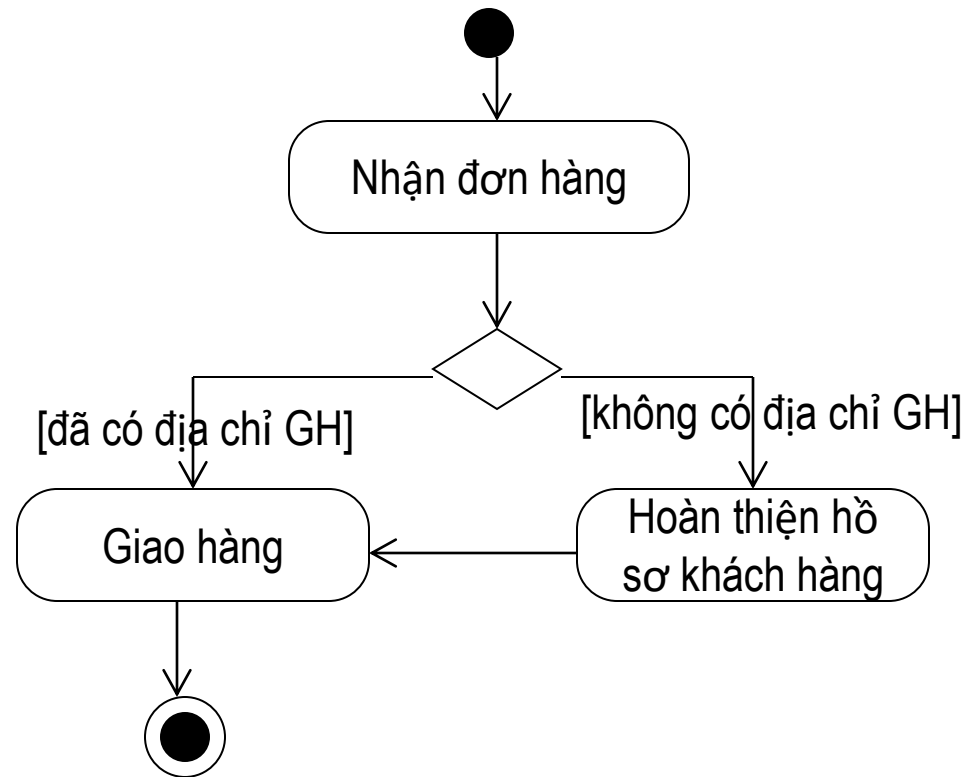 Nhận đơn hàng
[đã có địa chỉ GH]
[không có địa chỉ GH]
Giao hàng
Hoàn thiện hồ
sơ khách hàng